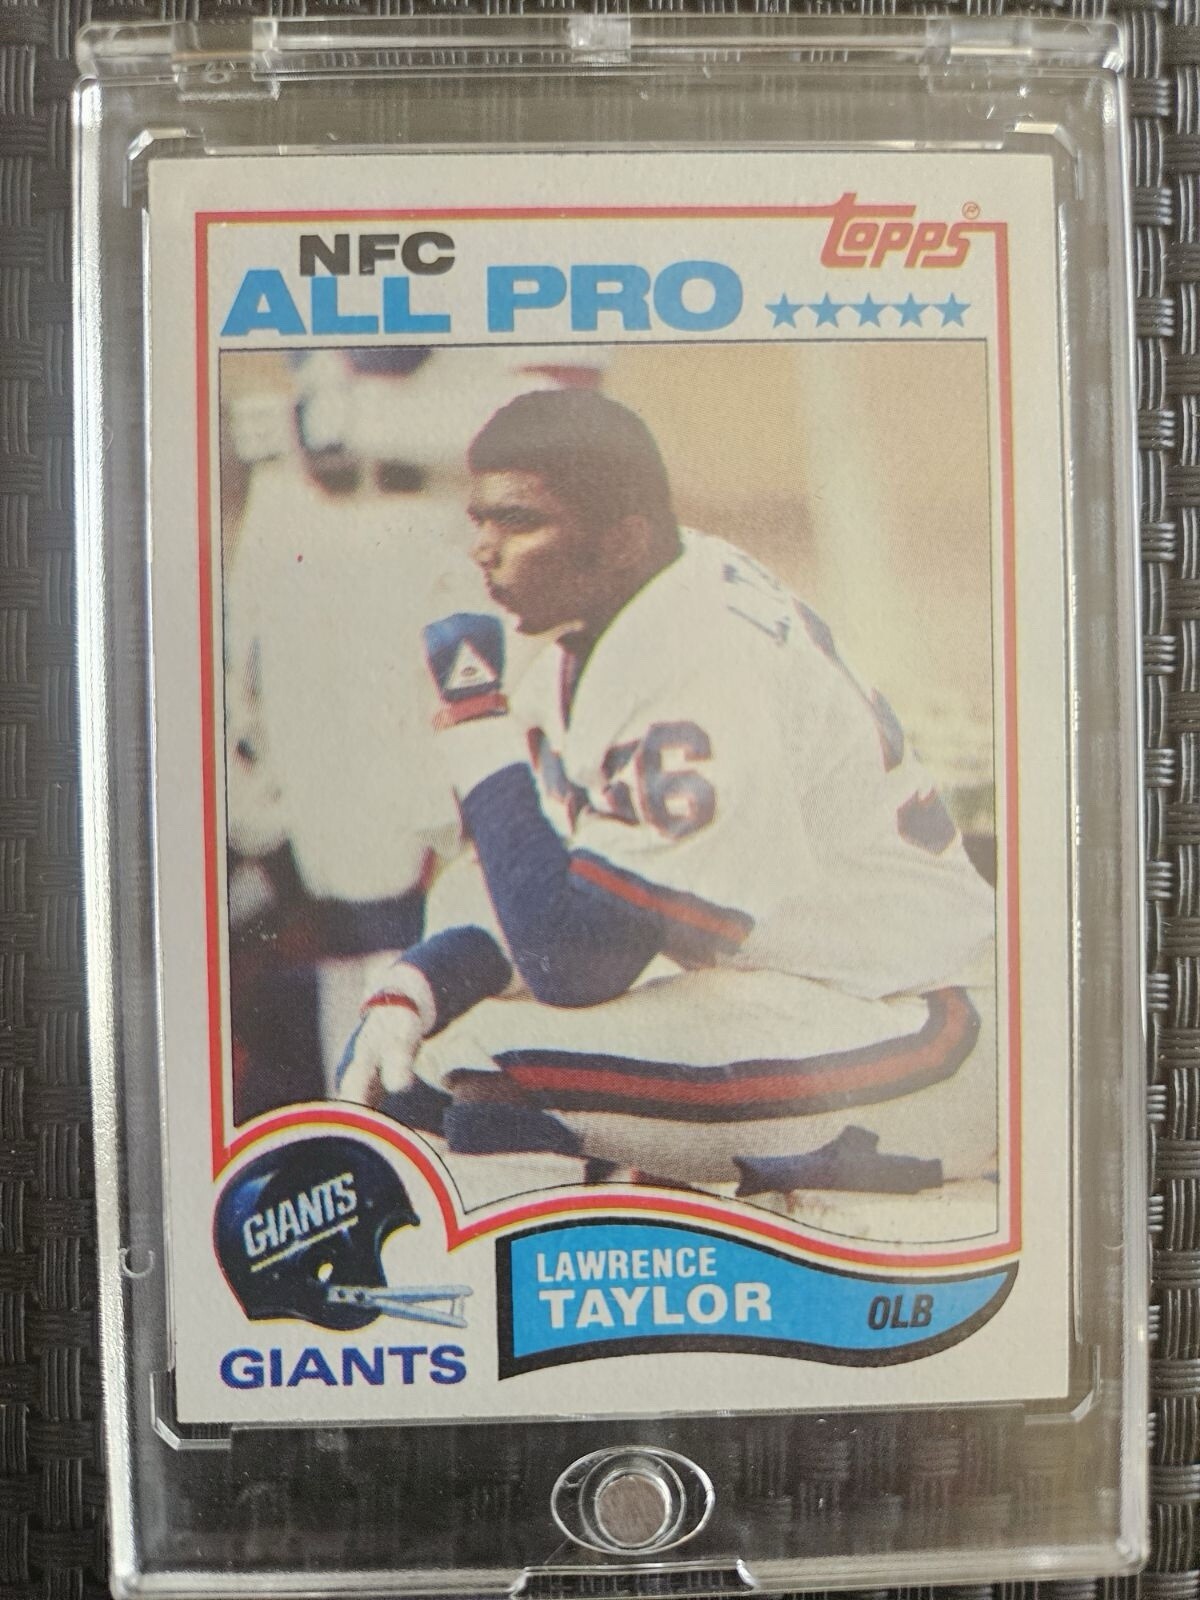 topps®
NFC
ALL PRO
56
GIANTS
LAWRENCE
TAYLOR
OLB
GIANTS